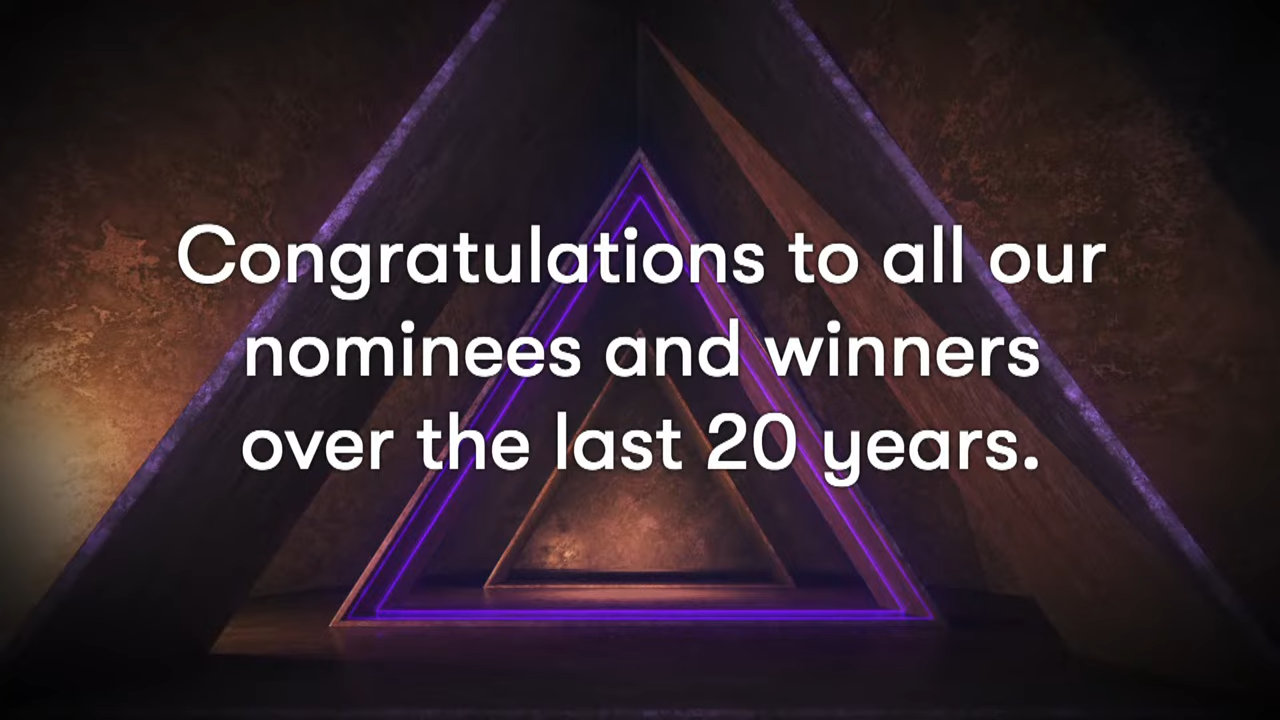 Congratulations to all our
nominees and winners
over the last 20 years.